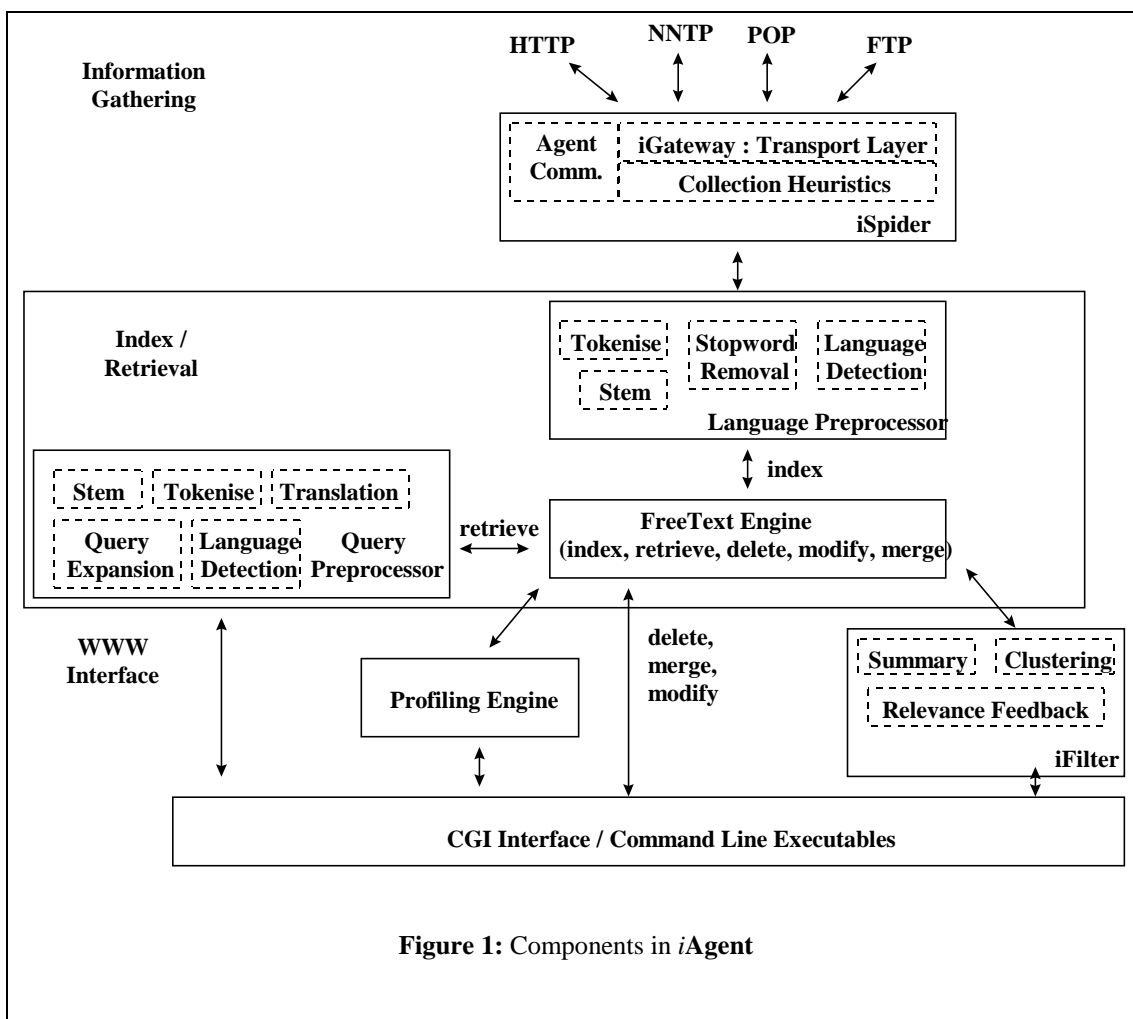 HTTP
NNTP
POP
FTP
Information
Gathering
Agent
Comm.
iGateway : Transport Layer
Collection Heuristics
iSpider
Index /
Retrieval
Tokenise
Stopword
Removal
Language
Detection
Stem
Language Preprocessor
index
Stem
Tokenise
Translation
Query
Expansion
Language
Detection
Query
Preprocessor
retrieve
FreeText Engine
(index, retrieve, delete, modify, merge)
WWW
Interface
Profiling Engine
delete,
merge,
modify
Summary
Clustering
Relevance Feedback
iFilter
CGI Interface / Command Line Executables
Figure 1: Components in iAgent